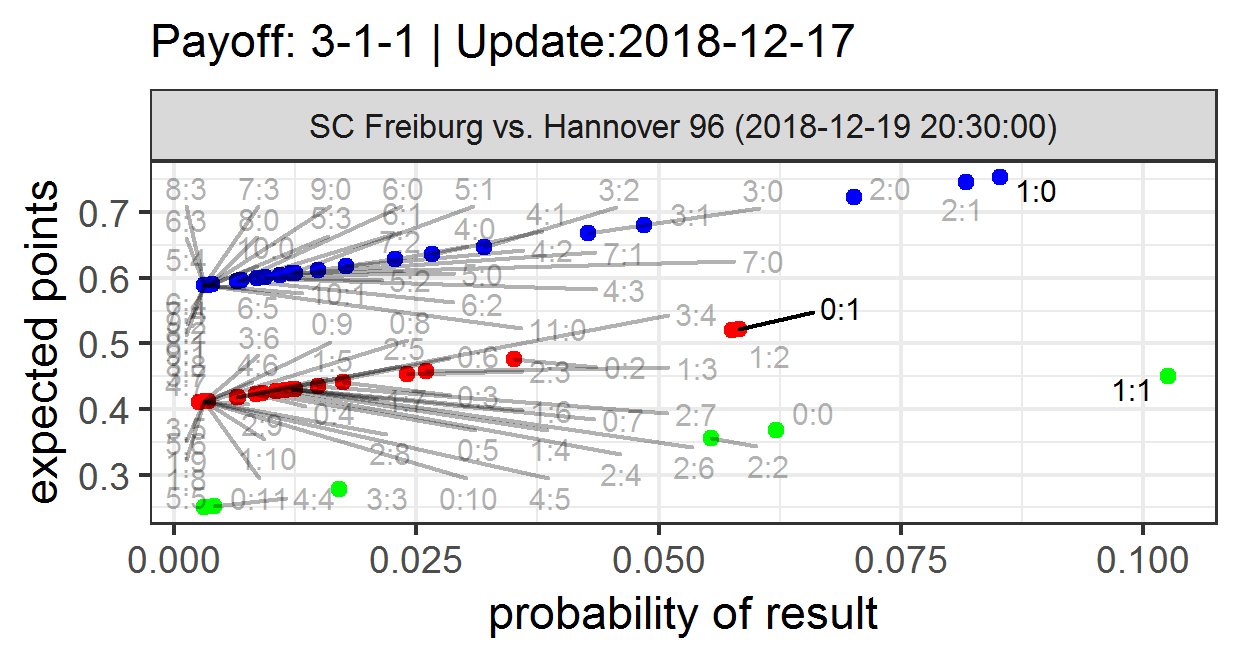 Payoff: 3-1-1 | Update:2018-12-17
SC Freiburg vs. Hannover 96 (2018-12-19 20:30:00)
8:3 7:3 9:0 6:0 5:1 3:2 3:0 2:0 1:0
6:3 8:0 5:3 6:1 4:0 4:1 3:1 2:1
5:4 10:0 7:2 4:2 7:1 7:0
10:1 5:2 5:0 4:3
6:5 6:2
0:9 0:8 11:0 3:4 0:1
3:6 2:5
4:6 1:5 0:6 2:3 0:2 1:3 1:2
4:7 1:7 0:3 1:1
0:4 1:6 0:7 2:7 0:0
2:9
1:10 2:8 0:5 1:4 2:4 2:6 2:2
1:9
5:5 0:11 4:4 3:3 0:10 4:5
0.7
0.6
0.5
0.4
0.3
expected points
0.000 0.025 0.050 0.075 0.100
probability of result